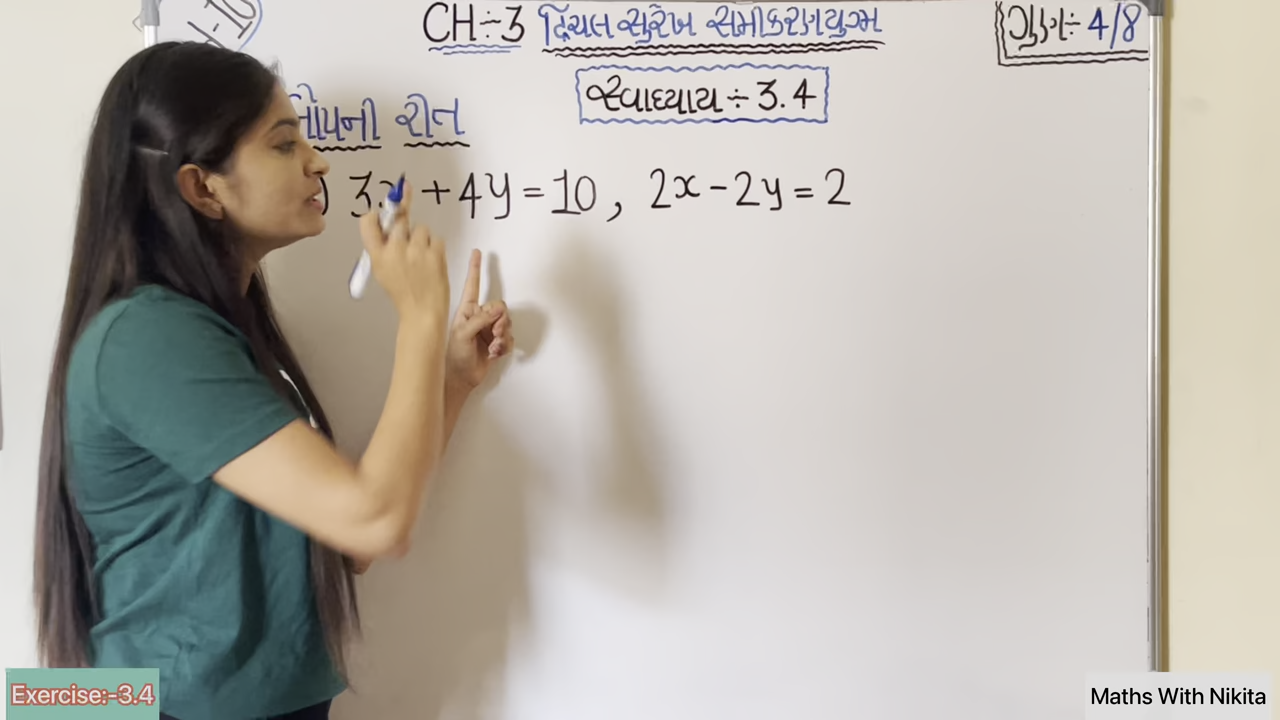 CH÷3 દ્વિચલ સુરેખ સમીકરણયુગ્મ
ગુણ÷ 4/8
સ્વાધ્યાય ÷ 3.4
લોપની રીત
) 3x + 4y = 10, 2x - 2y = 2
Exercise:-3.4
Maths With Nikita